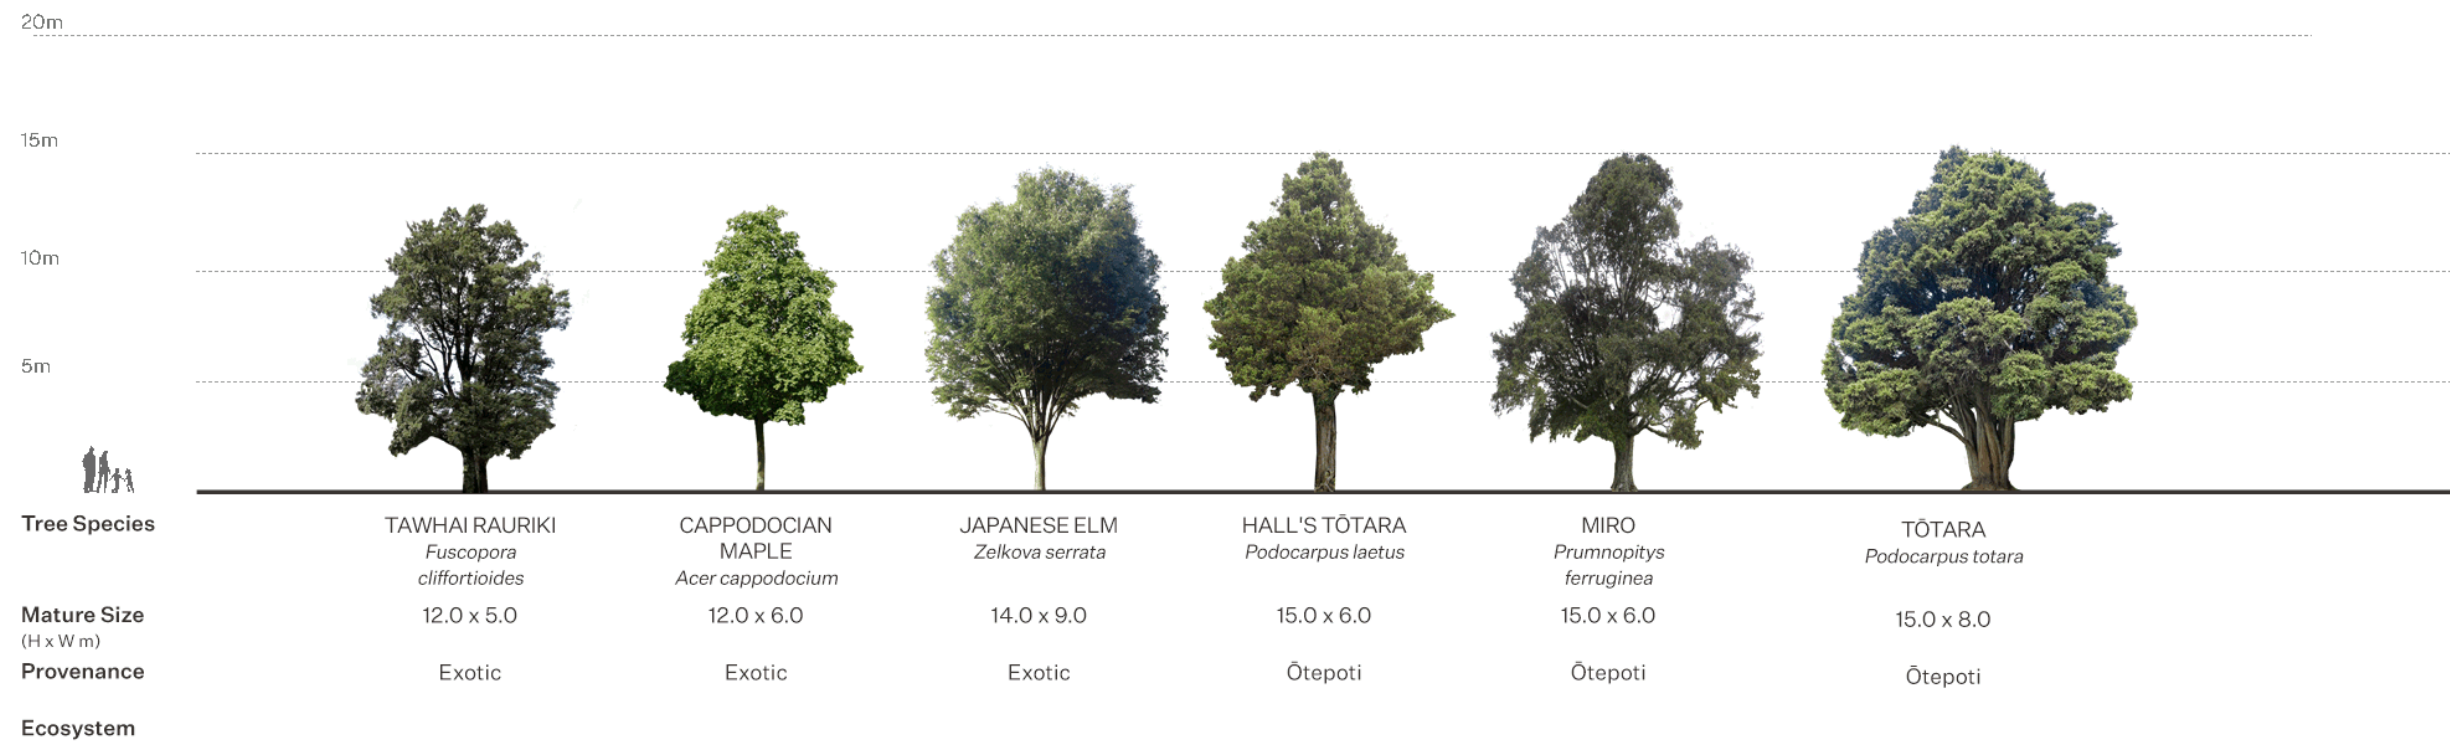 20m
15m
10m
5m
Tree Species
TAWHAI RAURIKI
Fuscopora
cliffortioides
CAPPODOCIAN
MAPLE
Acer cappodocium
JAPANESE ELM
Zelkova serrata
HALL'S TŌTARA
Podocarpus laetus
MIRO
Prumnopitys
ferruginea
TŌTARA
Podocarpus totara
Mature Size
(H x W m)
12.0 x 5.0
12.0 x 6.0
14.0 x 9.0
15.0 x 6.0
15.0 x 6.0
15.0 x 8.0
Provenance
Exotic
Exotic
Exotic
Ōtepoti
Ōtepoti
Ōtepoti
Ecosystem